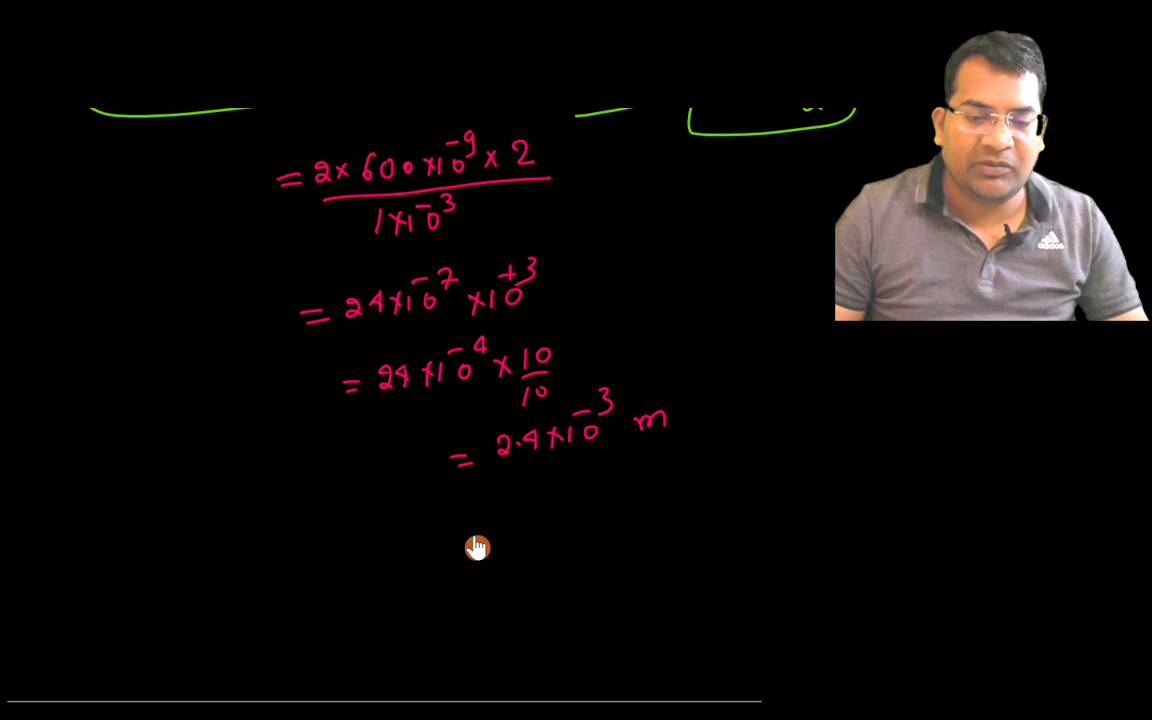 = 2 × 600 × 10⁻⁹ × 2 / 1 × 10⁻³
= 24 × 10⁻⁷ × 10⁺³
= 24 × 10⁻⁴ × 10/10
= 2.4 × 10⁻³ m
adidas